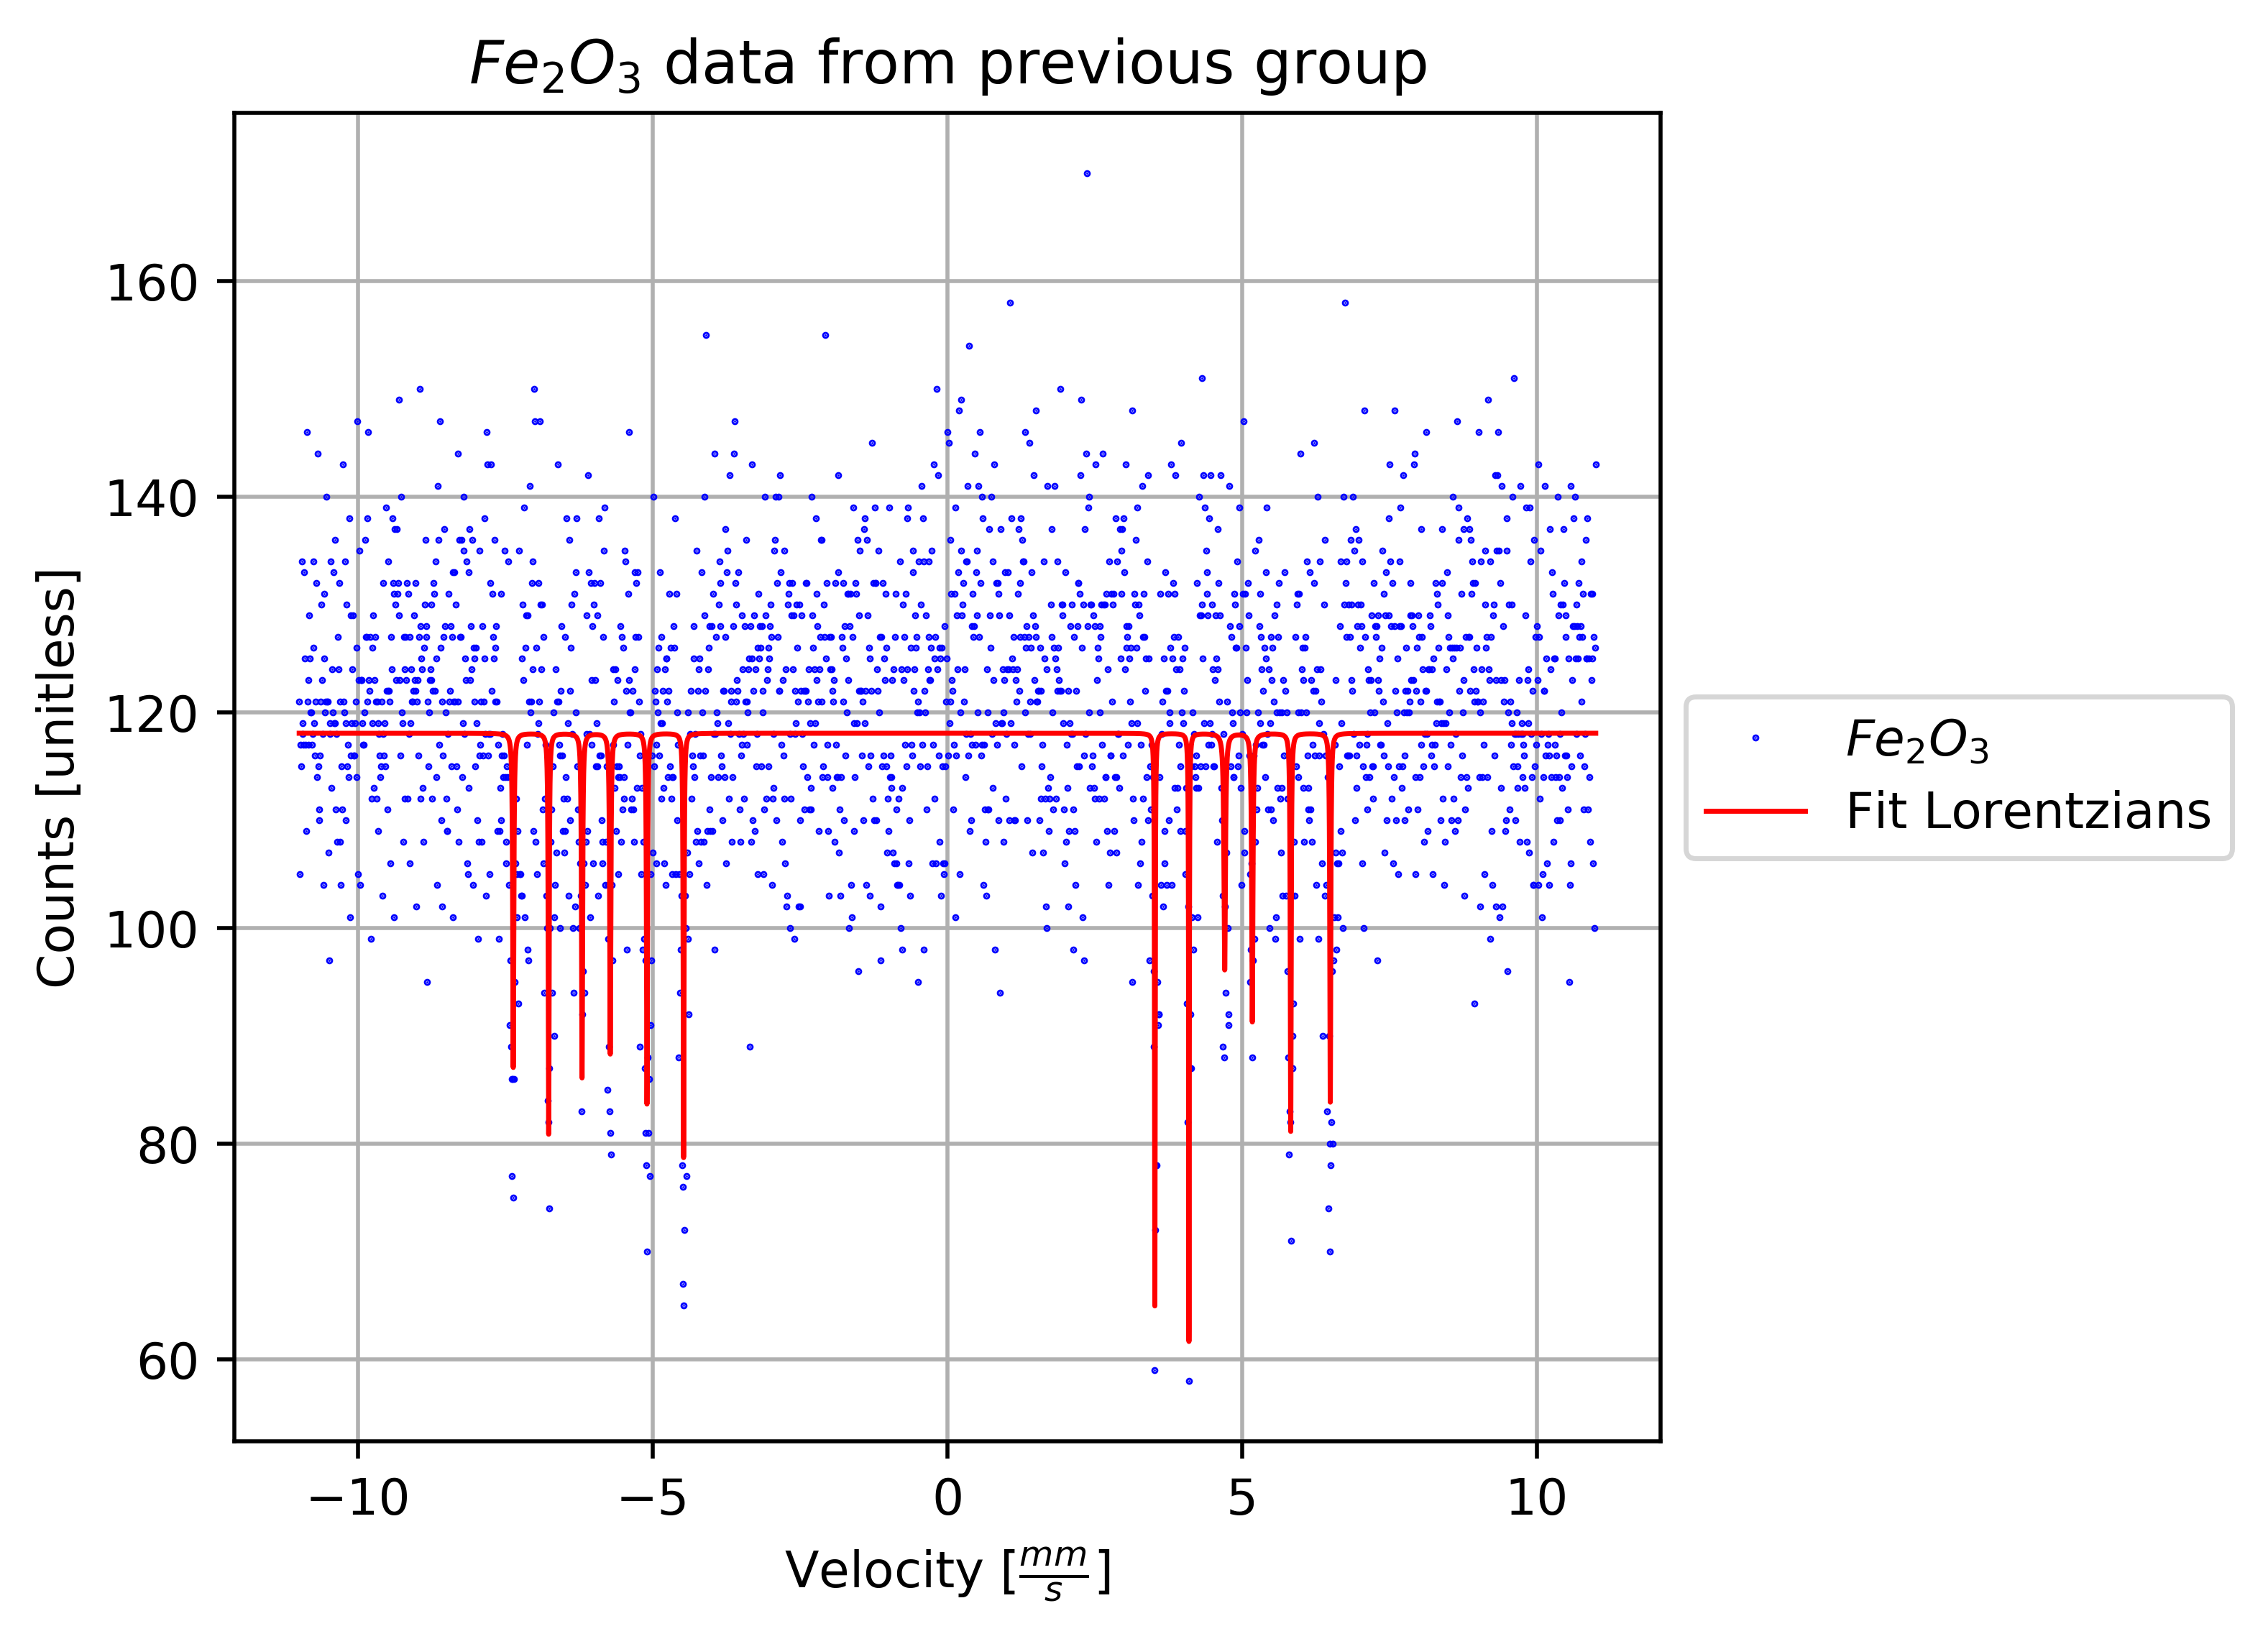 Fe₂O₃ data from previous group
160
140
120
100
80
60
Counts [unitless]
−10
−5
0
5
10
Velocity [mm/s]
Fe₂O₃
Fit Lorentzians